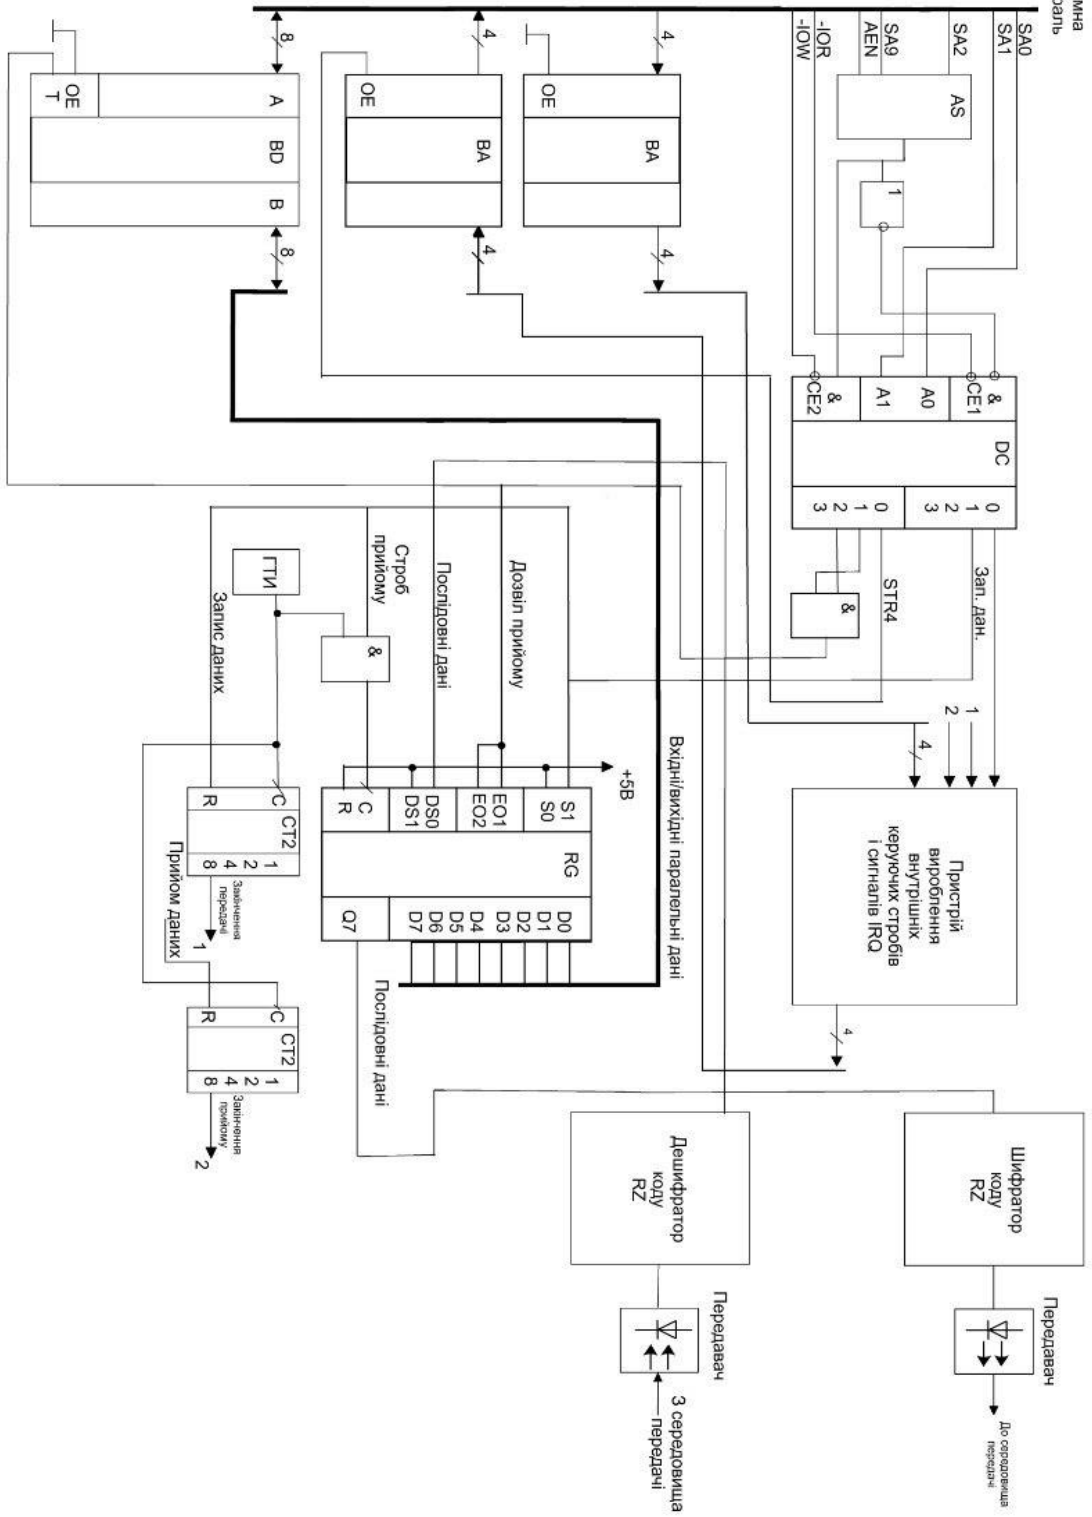 мна
раль
SA0
SA1
SA2
SA9
AEN
-IOR
-IOW
AS
1
&
CE1
A0
A1
&
CE2
DC
0
1
2
3
0
1
2
3
Зап. дан.
STR4
&
1
2
4
Пристрій
вироблення
внутрішніх
керуючих стробів
і сигналів IRQ
4
Шифратор
коду
RZ
Передавач
До середовища
передачі
4
OE
BA
4
4
OE
BA
4
Дешифратор
коду
RZ
Передавач
З середовища
передачі
Вхідні/вихідні паралельні дані
+5В
8
A
OE
T
BD
B
8
Дозвіл прийому
Послідовні дані
Строб
прийому
S1
S0
EO1
EO2
DS0
DS1
C
R
RG
D0
D1
D2
D3
D4
D5
D6
D7
Q7
Послідовні дані
ГТИ
&
Запис даних
C
R
CT2
1
2
4
8
Закінчення
передачі
1
Прийом даних
C
R
CT2
1
2
4
8
Закінчення
прийому
2